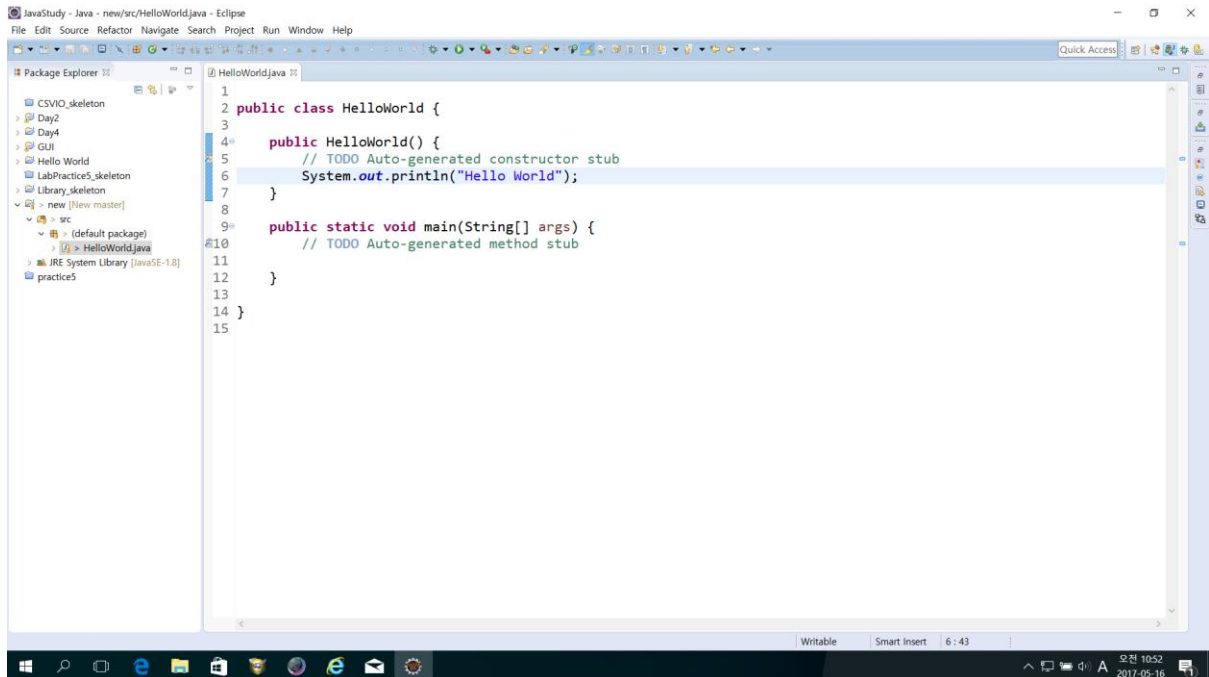 JavaStudy - Java - new/src/HelloWorld.java - Eclipse
File Edit Source Refactor Navigate Search Project Run Window Help
Quick Access
Package Explorer
HelloWorld.java
CSVIO_skeleton
> Day2
> Day4
> GUI
> Hello World
LabPractice5_skeleton
> Library_skeleton
> new [New master]
> src
> (default package)
> HelloWorld.java
JRE System Library [JavaSE-1.8]
practice5
1
2 public class HelloWorld {
3
4 public HelloWorld() {
5 // TODO Auto-generated constructor stub
6 System.out.println("Hello World");
7 }
8
9 public static void main(String[] args) {
10 // TODO Auto-generated method stub
11
12 }
13
14 }
15
Writable Smart Insert 6 : 43
A 오전 10:52
2017-05-16